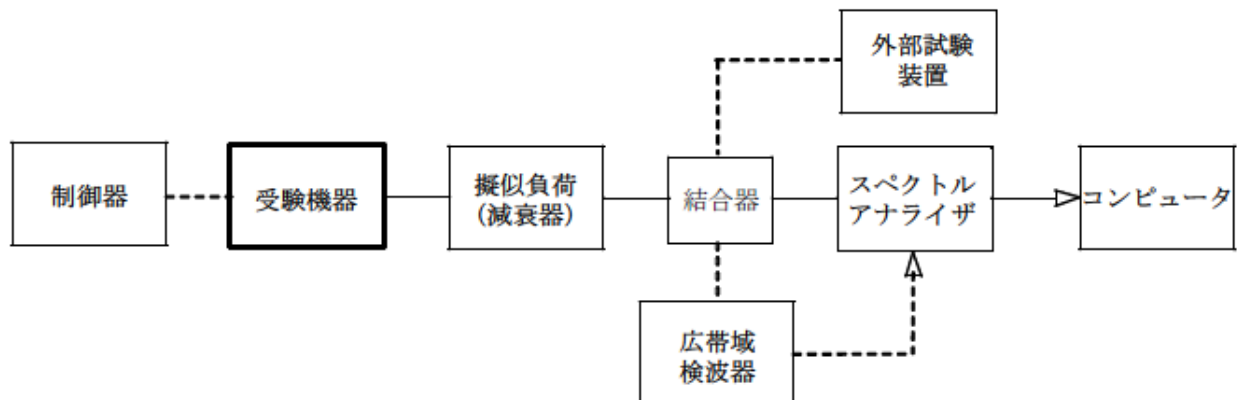 外部試験
装置
制御器
受験機器
擬似負荷
(減衰器)
結合器
スペクトル
アナライザ
コンピュータ
広帯域
検波器